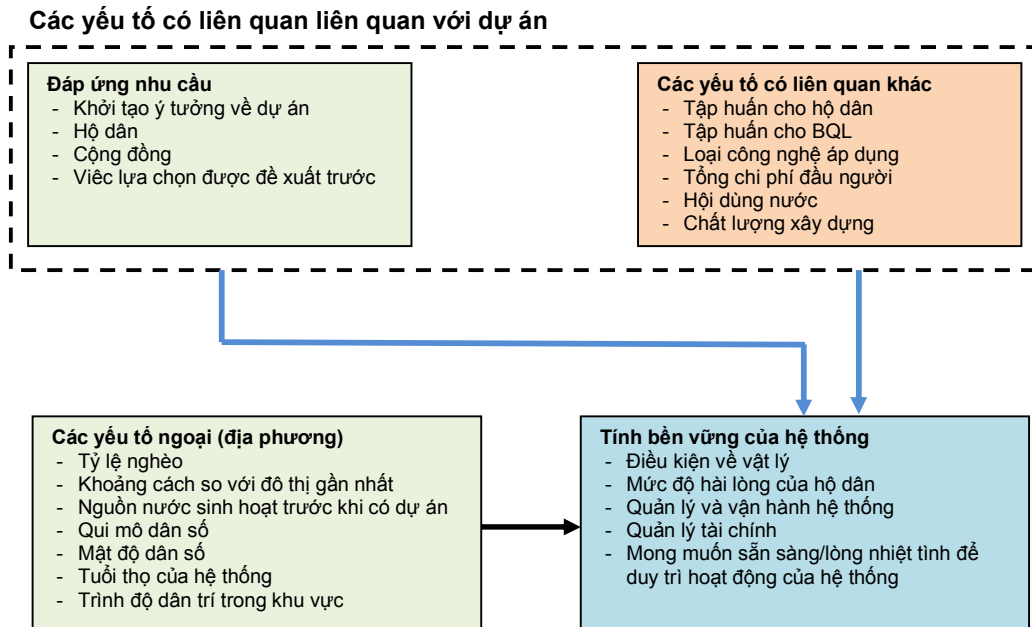 Các yếu tố có liên quan liên quan với dự án
Đáp ứng nhu cầu
- Khởi tạo ý tưởng về dự án
- Hộ dân
- Cộng đồng
- Viêc lựa chọn được đề xuất trước
Các yếu tố có liên quan khác
- Tập huấn cho hộ dân
- Tập huấn cho BQL
- Loại công nghệ áp dụng
- Tổng chi phí đầu người
- Hội dùng nước
- Chất lượng xây dựng
Các yếu tố ngoại (địa phương)
- Tỷ lệ nghèo
- Khoảng cách so với đô thị gần nhất
- Nguồn nước sinh hoạt trước khi có dự án
- Qui mô dân số
- Mật độ dân số
- Tuổi thọ của hệ thống
- Trình độ dân trí trong khu vực
Tính bền vững của hệ thống
- Điều kiện về vật lý
- Mức độ hài lòng của hộ dân
- Quản lý và vận hành hệ thống
- Quản lý tài chính
- Mong muốn sẵn sàng/lòng nhiệt tình để
duy trì hoạt động của hệ thống